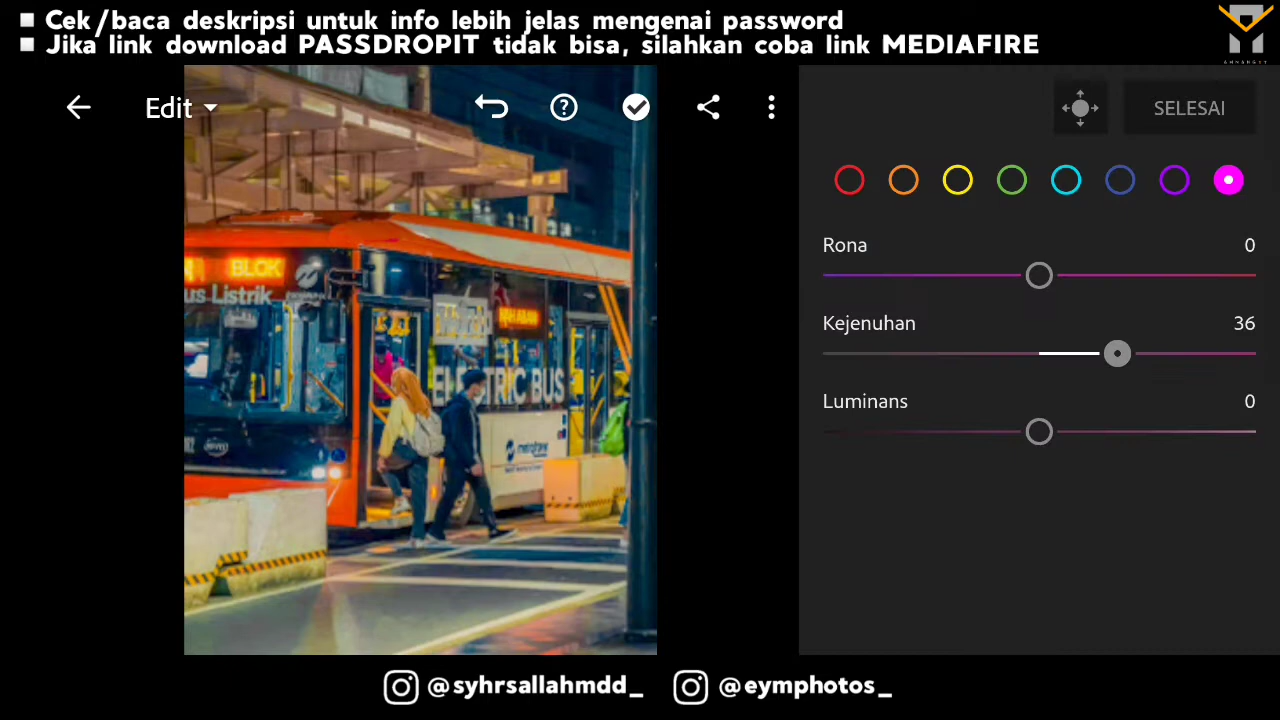 Cek/baca deskripsi untuk info lebih jelas mengenai password
Jika link download PASSDROPIT tidak bisa, silahkan coba link MEDIAFIRE
Edit
SELESAI
Rona 0
Kejenuhan 36
Luminans 0
BLOK
us Listrik
ELECTRIC BUS
@syhrsallahmdd_ @eymphotos_